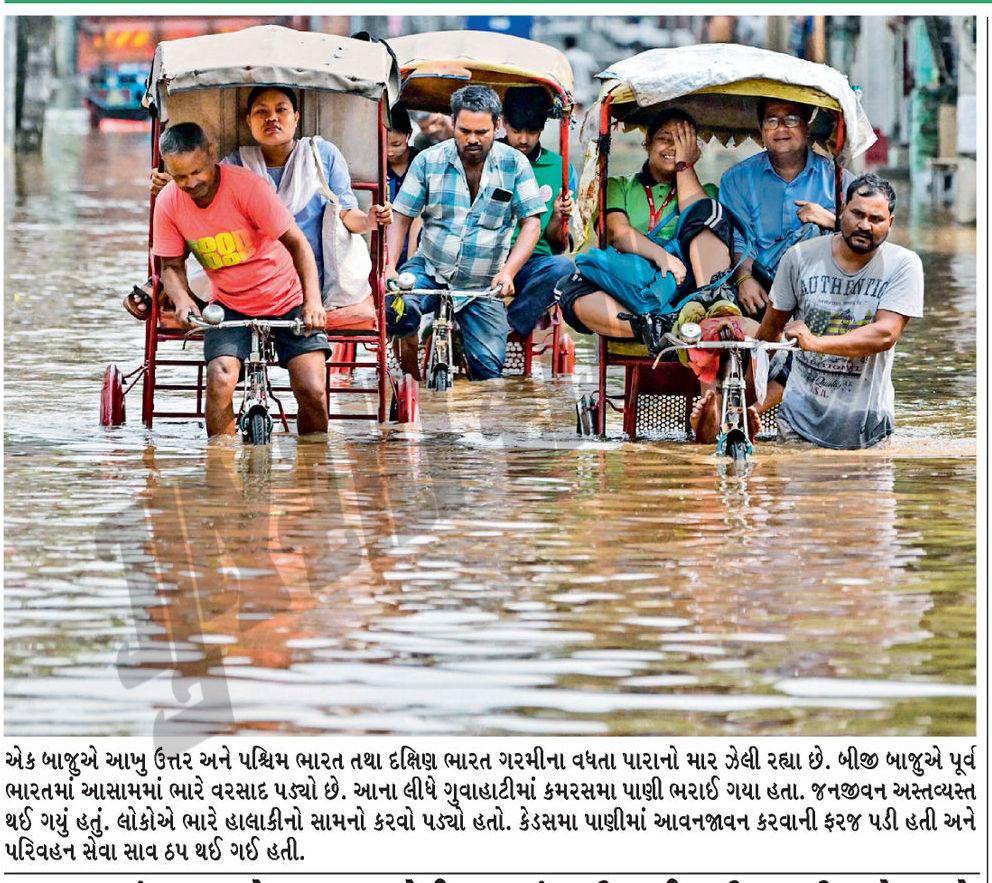 AUTHENTIC
એક બાજુએ આખુ ઉત્તર અને પશ્ચિમ ભારત તથા દક્ષિણ ભારત ગરમીના વધતા પારાનો માર ઝેલી રહ્યા છે. બીજી બાજુએ પૂર્વ
ભારતમાં આસામમાં ભારે વરસાદ પડ્યો છે. આના લીધે ગુવાહાટીમાં કમરસમા પાણી ભરાઈ ગયા હતા. જનજીવન અસ્તવ્યસ્ત
થઈ ગયું હતું. લોકોએ ભારે હાલાકીનો સામનો કરવો પડ્યો હતો. કેડસમા પાણીમાં આવનજાવન કરવાની ફરજ પડી હતી અને
પરિવહન સેવા સાવ ઠપ થઈ ગઈ હતી.